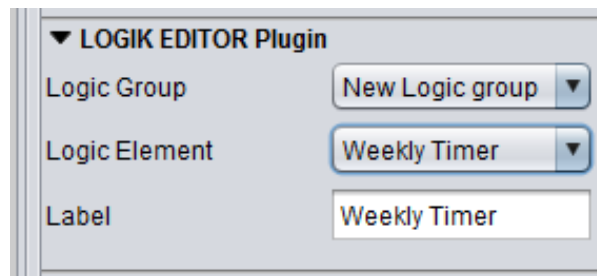 LOGIK EDITOR Plugin
Logic Group New Logic group
Logic Element Weekly Timer
Label Weekly Timer